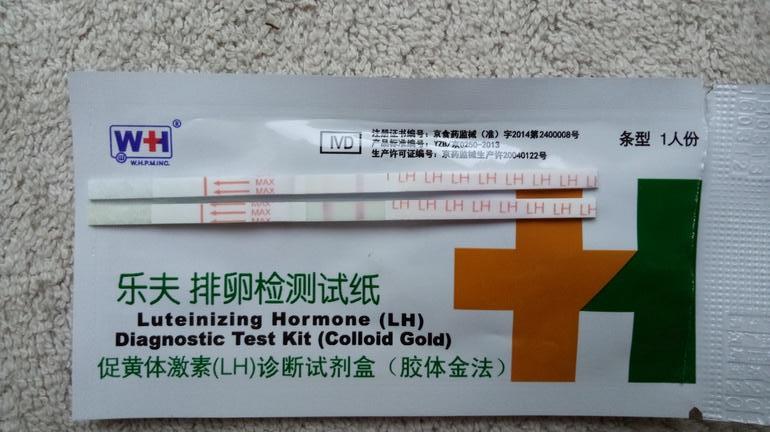 W+H®
W.H.P.M.INC.
IVD
注册证书编号：京食药监械（准）字2014第2400008号
产品标准编号：YZB/京0250-2013
生产许可证编号：京药监械生产许20040122号
条型 1人份
MAX
MAX
LH LH LH LH LH LH LH LH
MAX
MAX
LH LH LH LH LH LH LH LH
乐夫 排卵检测试纸
Luteinizing Hormone (LH)
Diagnostic Test Kit (Colloid Gold)
促黄体激素(LH)诊断试剂盒（胶体金法）